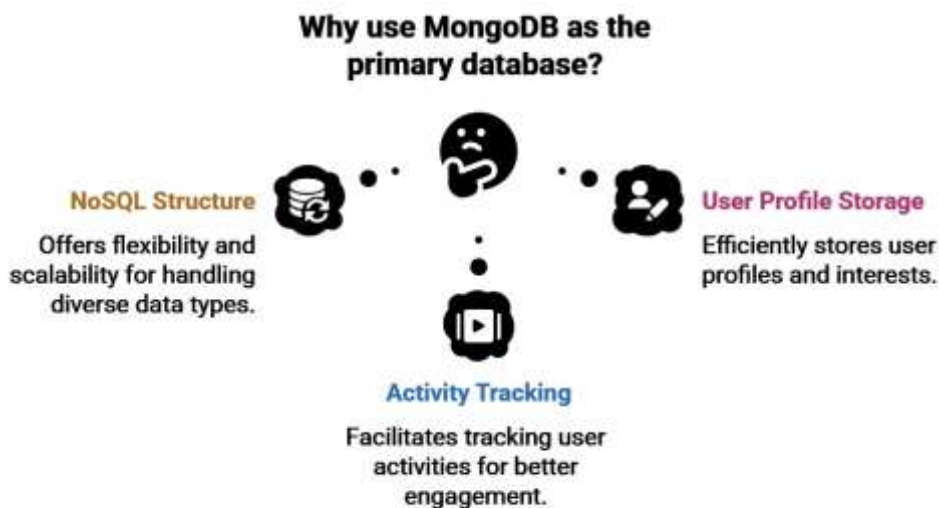 Why use MongoDB as the
primary database?
NoSQL Structure
Offers flexibility and
scalability for handling
diverse data types.
User Profile Storage
Efficiently stores user
profiles and interests.
Activity Tracking
Facilitates tracking user
activities for better
engagement.